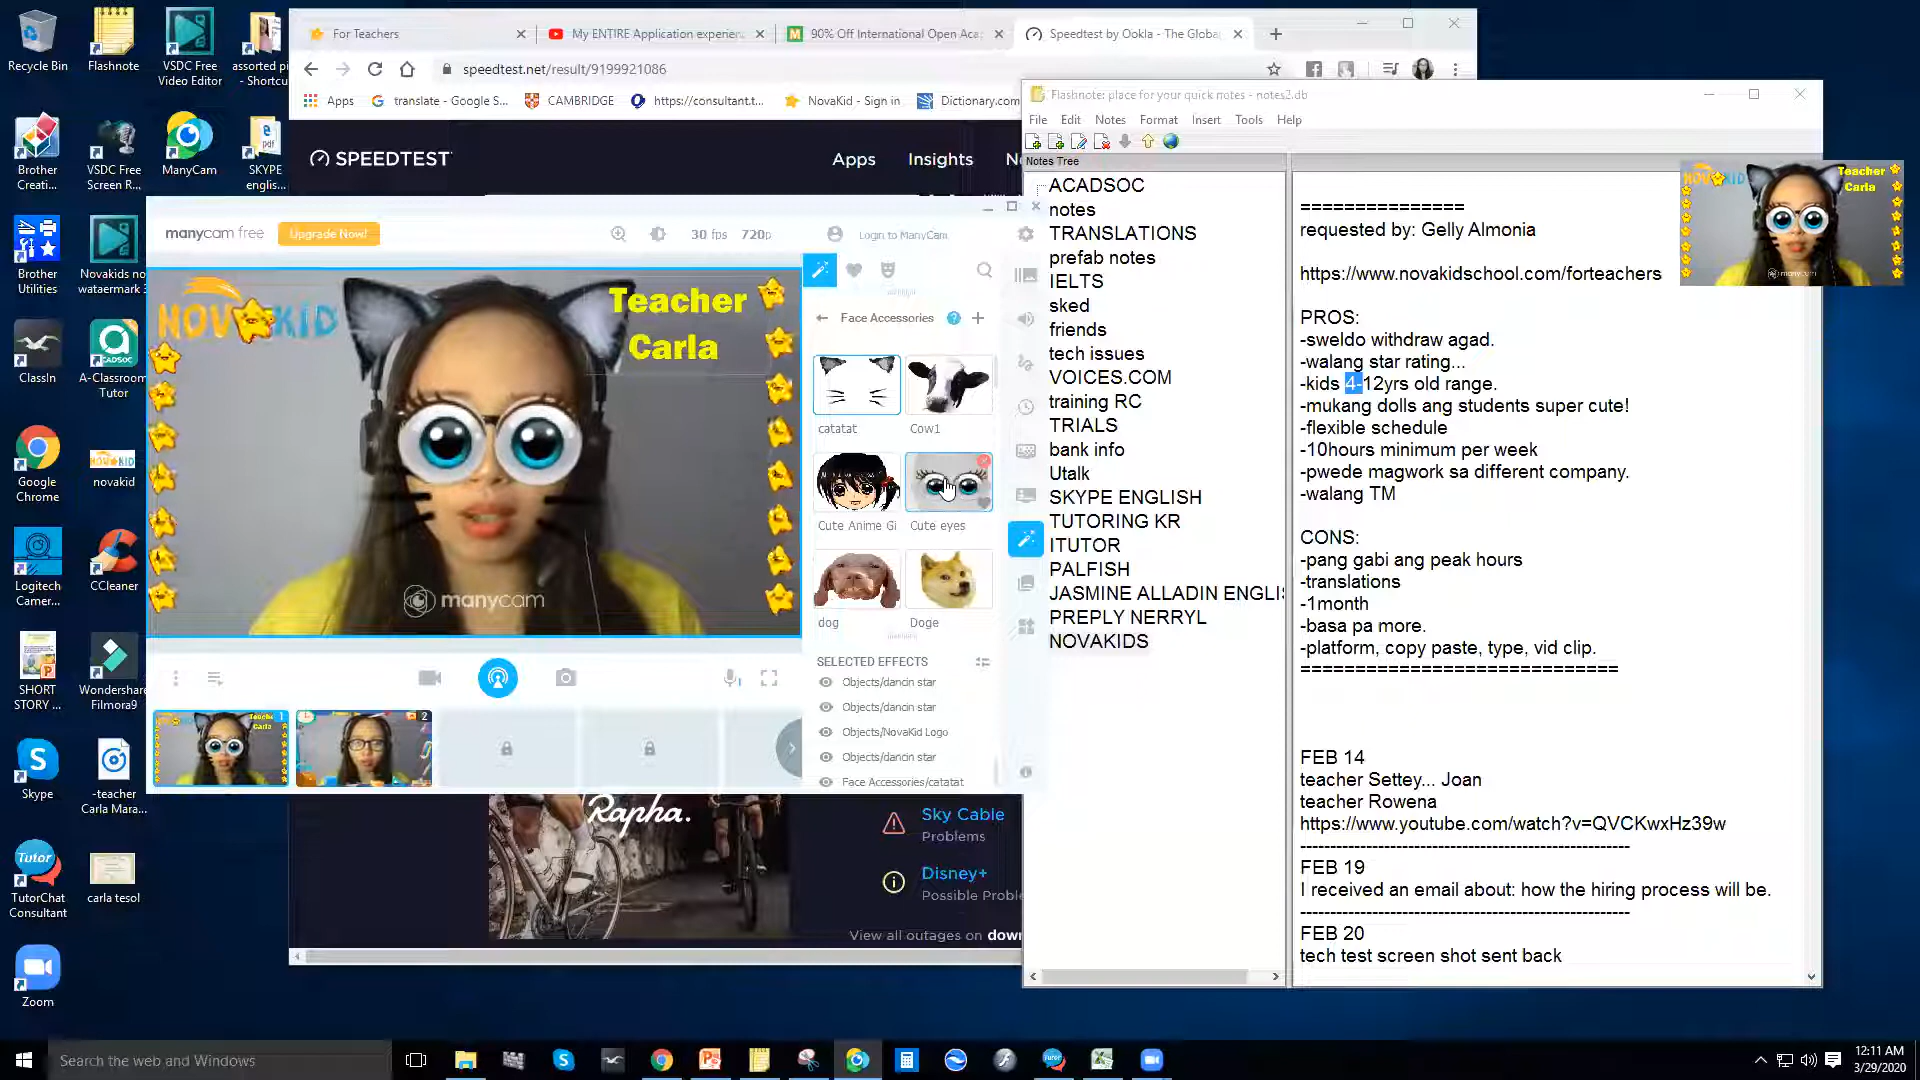 Recycle Bin
Flashnote
VSDC Free
Video Editor
assorted pi
- Shortcu
Brother
Creati...
VSDC Free
Screen R...
ManyCam
SKYPE
englis...
Brother
Utilities
Novakids no
wataermark
ClassIn
A-Classroom
Tutor
Google
Chrome
novakid
Logitech
Camer...
CCleaner
SHORT
STORY ...
Wondershare
Filmora9
Skype
-teacher
Carla Mara...
TutorChat
Consultant
carla tesol
Zoom
For Teachers
My ENTIRE Application experien
90% Off International Open Aca
Speedtest by Ookla - The Globa
speedtest.net/result/9199921086
Apps
translate - Google S...
CAMBRIDGE
https://consultant.t...
NovaKid - Sign in
Dictionary.com
SPEEDTEST
Apps
Insights
manycam free
Upgrade Now!
30 fps
720p
Login to ManyCam
NOVAKID
Teacher
Carla
manycam
Face Accessories
catatat
Cow1
Cute Anime Gi
Cute eyes
dog
Doge
SELECTED EFFECTS
Objects/dancin star
Objects/dancin star
Objects/NovaKid Logo
Objects/dancin star
Face Accessories/catatat
Rapha.
Sky Cable
Problems
Disney+
Possible Proble
View all outages on down
Flashnote: place for your quick notes - notes2.db
File Edit Notes Format Insert Tools Help
Notes Tree
ACADSOC
notes
TRANSLATIONS
prefab notes
IELTS
sked
friends
tech issues
VOICES.COM
training RC
TRIALS
bank info
Utalk
SKYPE ENGLISH
TUTORING KR
ITUTOR
PALFISH
JASMINE ALLADIN ENGLI
PREPLY NERRYL
NOVAKIDS
===============
requested by: Gelly Almonia
https://www.novakidschool.com/forteachers
PROS:
-sweldo withdraw agad.
-walang star rating...
-kids 4-12yrs old range.
-mukang dolls ang students super cute!
-flexible schedule
-10hours minimum per week
-pwede magwork sa different company.
-walang TM
CONS:
-pang gabi ang peak hours
-translations
-1month
-basa pa more.
-platform, copy paste, type, vid clip.
=============================
FEB 14
teacher Settey... Joan
teacher Rowena
https://www.youtube.com/watch?v=QVCKwxHz39w
-------------------------------------------------------
FEB 19
I received an email about: how the hiring process will be.
-------------------------------------------------------
FEB 20
tech test screen shot sent back
Teacher
Carla
manycam
Search the web and Windows
12:11 AM
3/29/2020